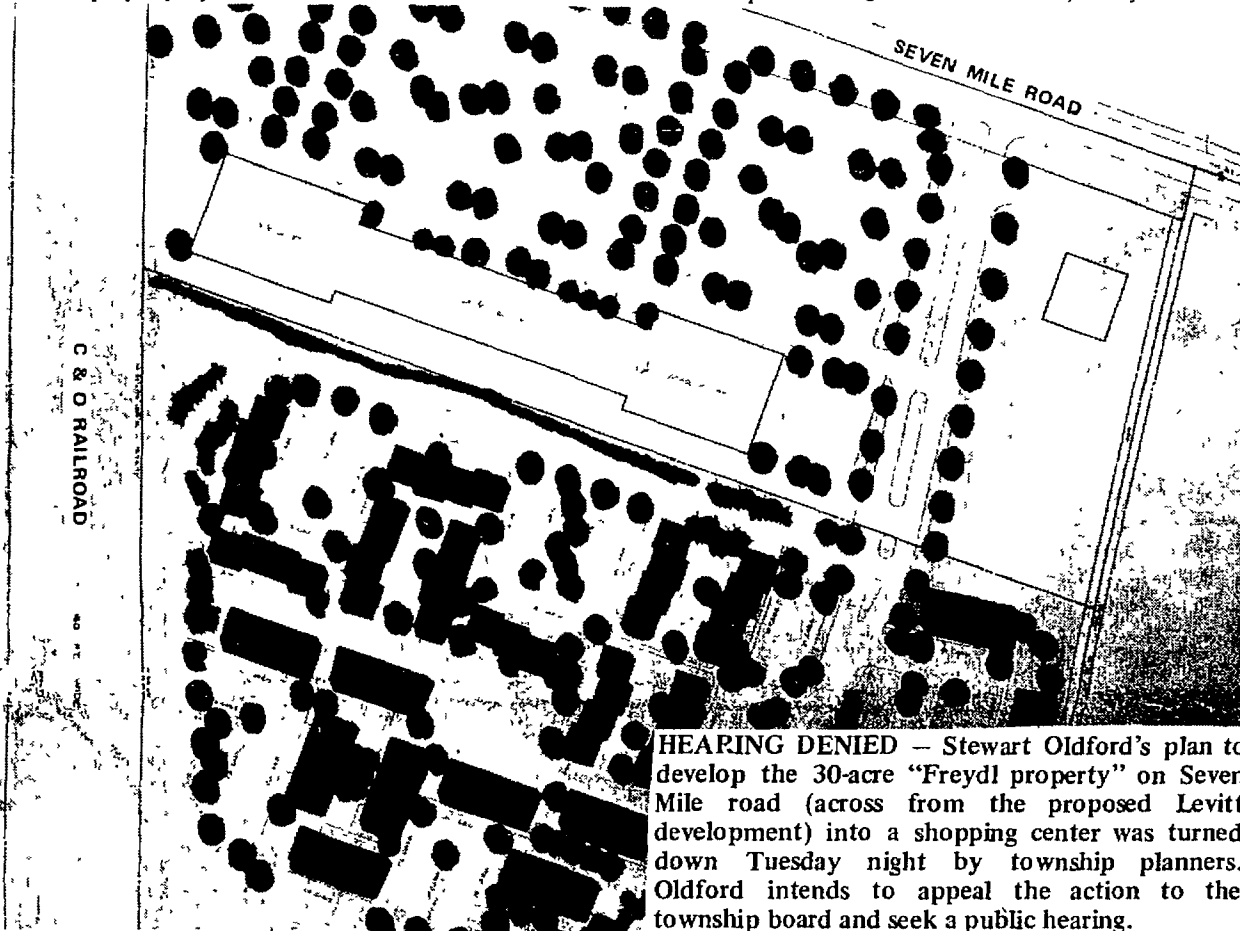 SEVEN MILE ROAD
C & O RAILROAD
HEARING DENIED — Stewart Oldford's plan to
develop the 30-acre “Freydl property” on Seven
Mile road (across from the proposed Levitt
development) into a shopping center was turned
down Tuesday night by township planners.
Oldford intends to appeal the action to the
township board and seek a public hearing.